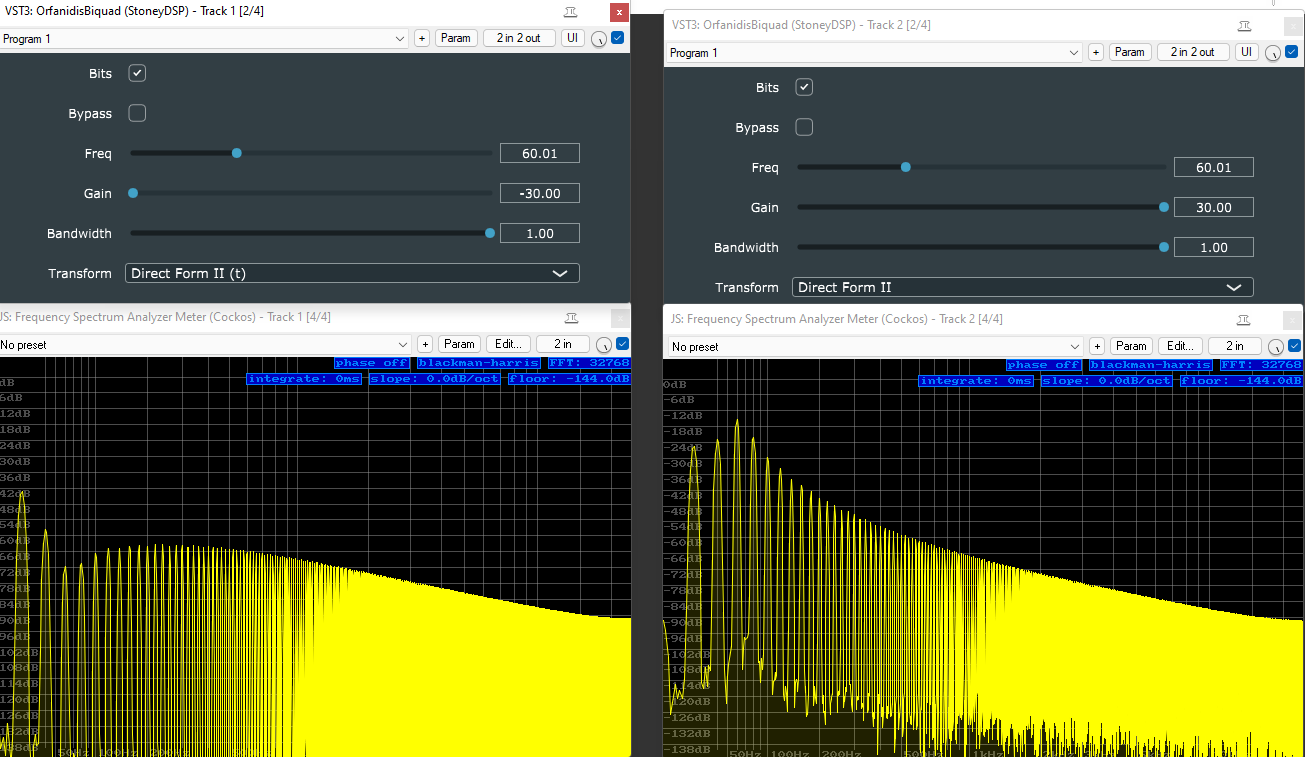 VST3: OrfanidisBiquad (StoneyDSP) - Track 1 [2/4]
x
Program 1
+
Param
2 in 2 out
UI
Bits
Bypass
Freq
60.01
Gain
-30.00
Bandwidth
1.00
Transform
Direct Form II (t)
JS: Frequency Spectrum Analyzer Meter (Cockos) - Track 1 [4/4]
No preset
+
Param
Edit...
2 in
phase off
blackman-harris
FFT: 32768
integrate: 0ms
slope: 0.0dB/oct
floor: -144.0dB
dB
-6dB
12dB
18dB
24dB
30dB
36dB
42dB
48dB
54dB
60dB
66dB
72dB
78dB
84dB
90dB
96dB
102dB
108dB
114dB
120dB
126dB
132dB
138dB
50Hz
100Hz
200Hz
VST3: OrfanidisBiquad (StoneyDSP) - Track 2 [2/4]
x
Program 1
+
Param
2 in 2 out
UI
Bits
Bypass
Freq
60.01
Gain
30.00
Bandwidth
1.00
Transform
Direct Form II
JS: Frequency Spectrum Analyzer Meter (Cockos) - Track 2 [4/4]
No preset
+
Param
Edit...
2 in
phase off
blackman-harris
FFT: 32768
integrate: 0ms
slope: 0.0dB/oct
floor: -144.0dB
0dB
-6dB
-12dB
-18dB
-24dB
-30dB
-36dB
-42dB
-48dB
-54dB
-60dB
-66dB
-72dB
-78dB
-84dB
-90dB
-96dB
-102dB
-108dB
-114dB
-120dB
-126dB
-132dB
-138dB
50Hz
100Hz
200Hz